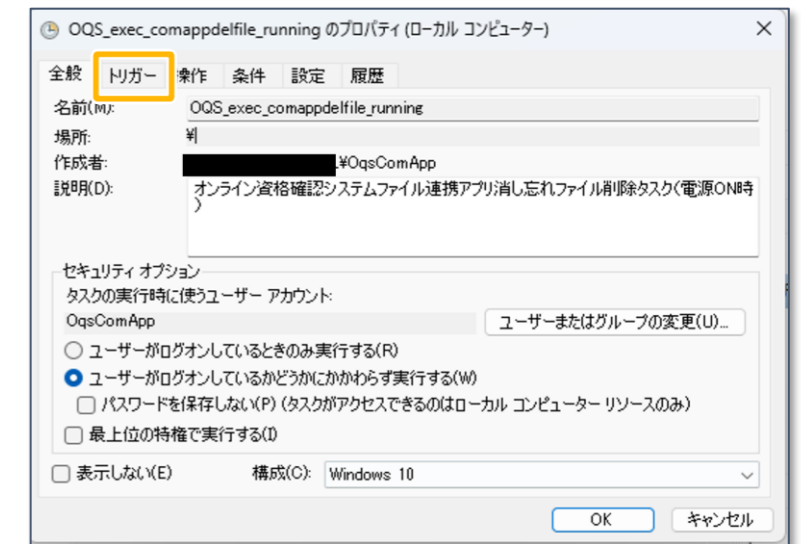 OQS_exec_comappdelfile_running のプロパティ (ローカル コンピューター)
全般 トリガー 操作 条件 設定 履歴
名前(M): OQS_exec_comappdelfile_running
場所: ¥
作成者: ¥OqsComApp
説明(D): オンライン資格確認システムファイル連携アプリ消し忘れファイル削除タスク(電源ON時
)
セキュリティ オプション
タスクの実行時に使うユーザー アカウント:
OqsComApp ユーザーまたはグループの変更(U)...
ユーザーがログオンしているときのみ実行する(R)
ユーザーがログオンしているかどうかにかかわらず実行する(W)
パスワードを保存しない(P) (タスクがアクセスできるのはローカル コンピューター リソースのみ)
最上位の特権で実行する(I)
表示しない(E) 構成(C): Windows 10
OK キャンセル